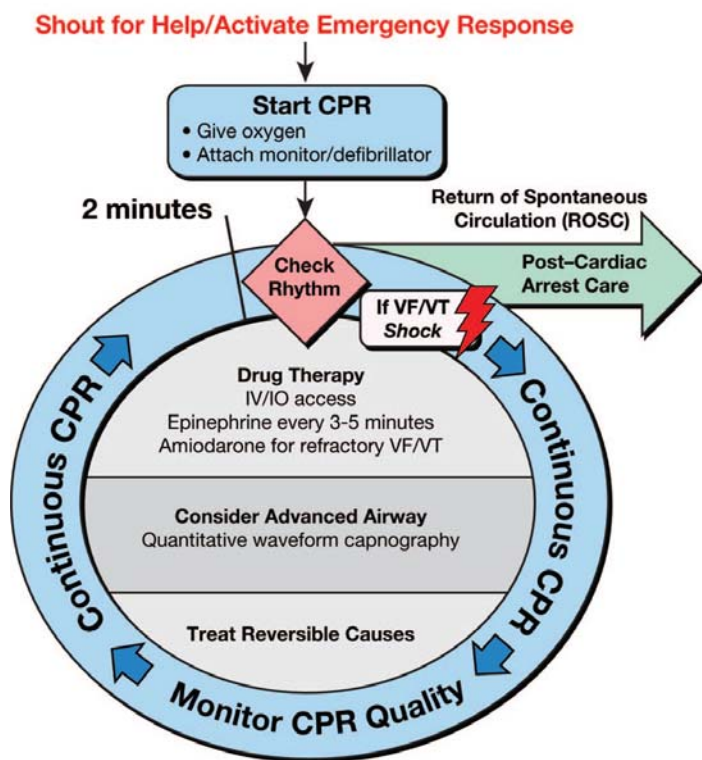 Shout for Help/Activate Emergency Response
Start CPR
• Give oxygen
• Attach monitor/defibrillator
2 minutes
Return of Spontaneous
Circulation (ROSC)
Check
Rhythm
Post–Cardiac
Arrest Care
If VF/VT
Shock
Drug Therapy
IV/IO access
Epinephrine every 3-5 minutes
Amiodarone for refractory VF/VT
Consider Advanced Airway
Quantitative waveform capnography
Treat Reversible Causes
Continuous CPR
Monitor CPR Quality
Continuous CPR